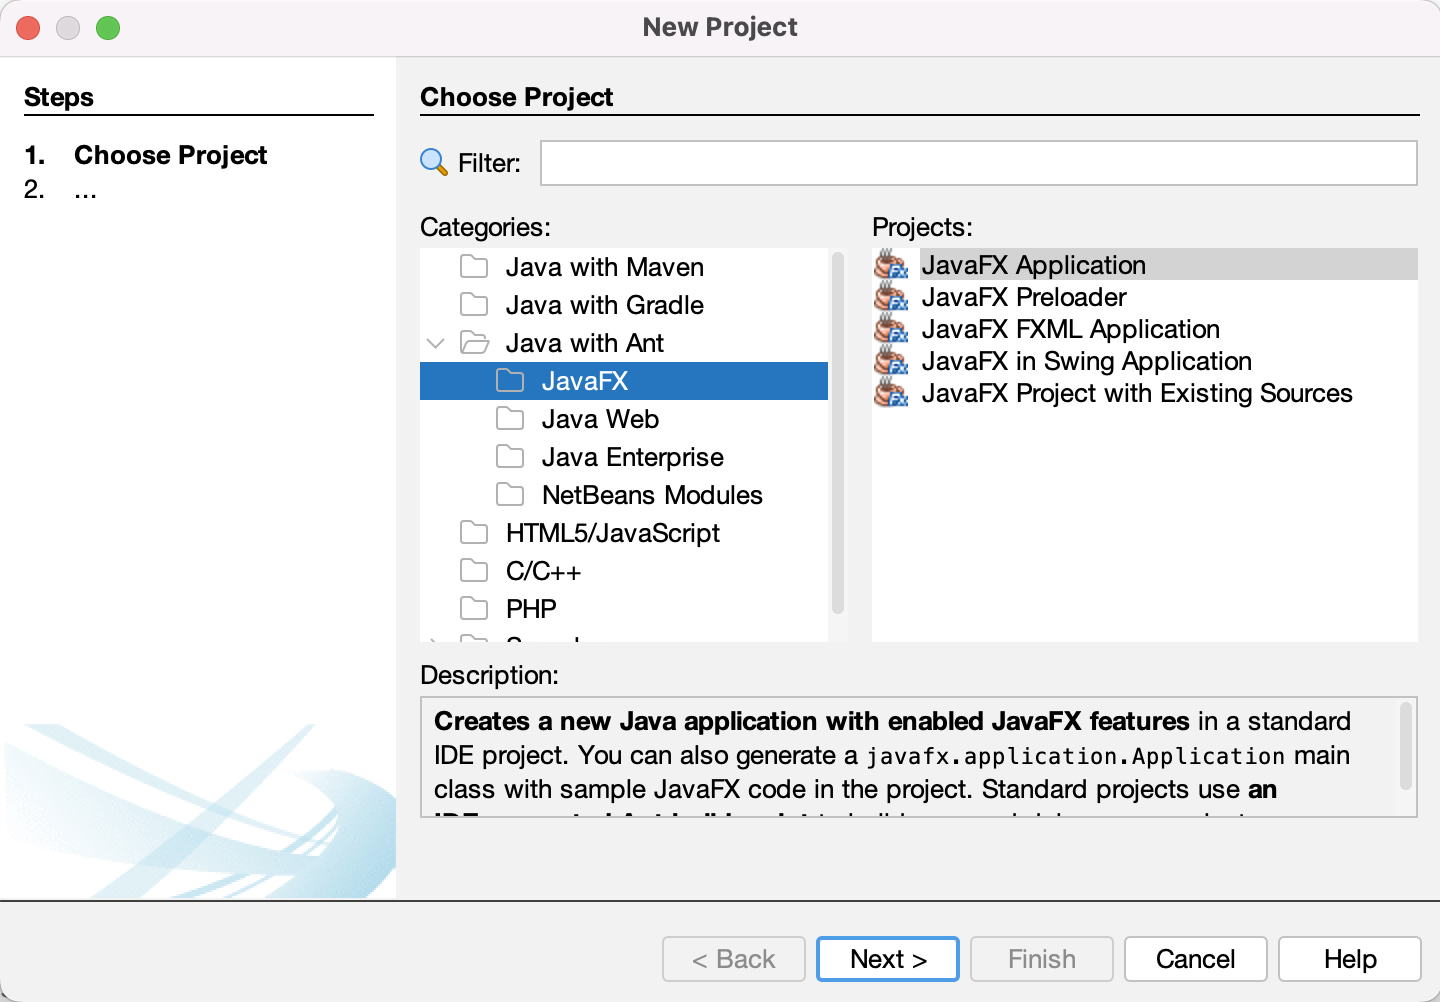 New Project
Steps
1. Choose Project
2. ...
Choose Project
Filter:
Categories:
Java with Maven
Java with Gradle
Java with Ant
JavaFX
Java Web
Java Enterprise
NetBeans Modules
HTML5/JavaScript
C/C++
PHP
Projects:
JavaFX Application
JavaFX Preloader
JavaFX FXML Application
JavaFX in Swing Application
JavaFX Project with Existing Sources
Description:
Creates a new Java application with enabled JavaFX features in a standard
IDE project. You can also generate a javafx.application.Application main
class with sample JavaFX code in the project. Standard projects use an
< Back
Next >
Finish
Cancel
Help